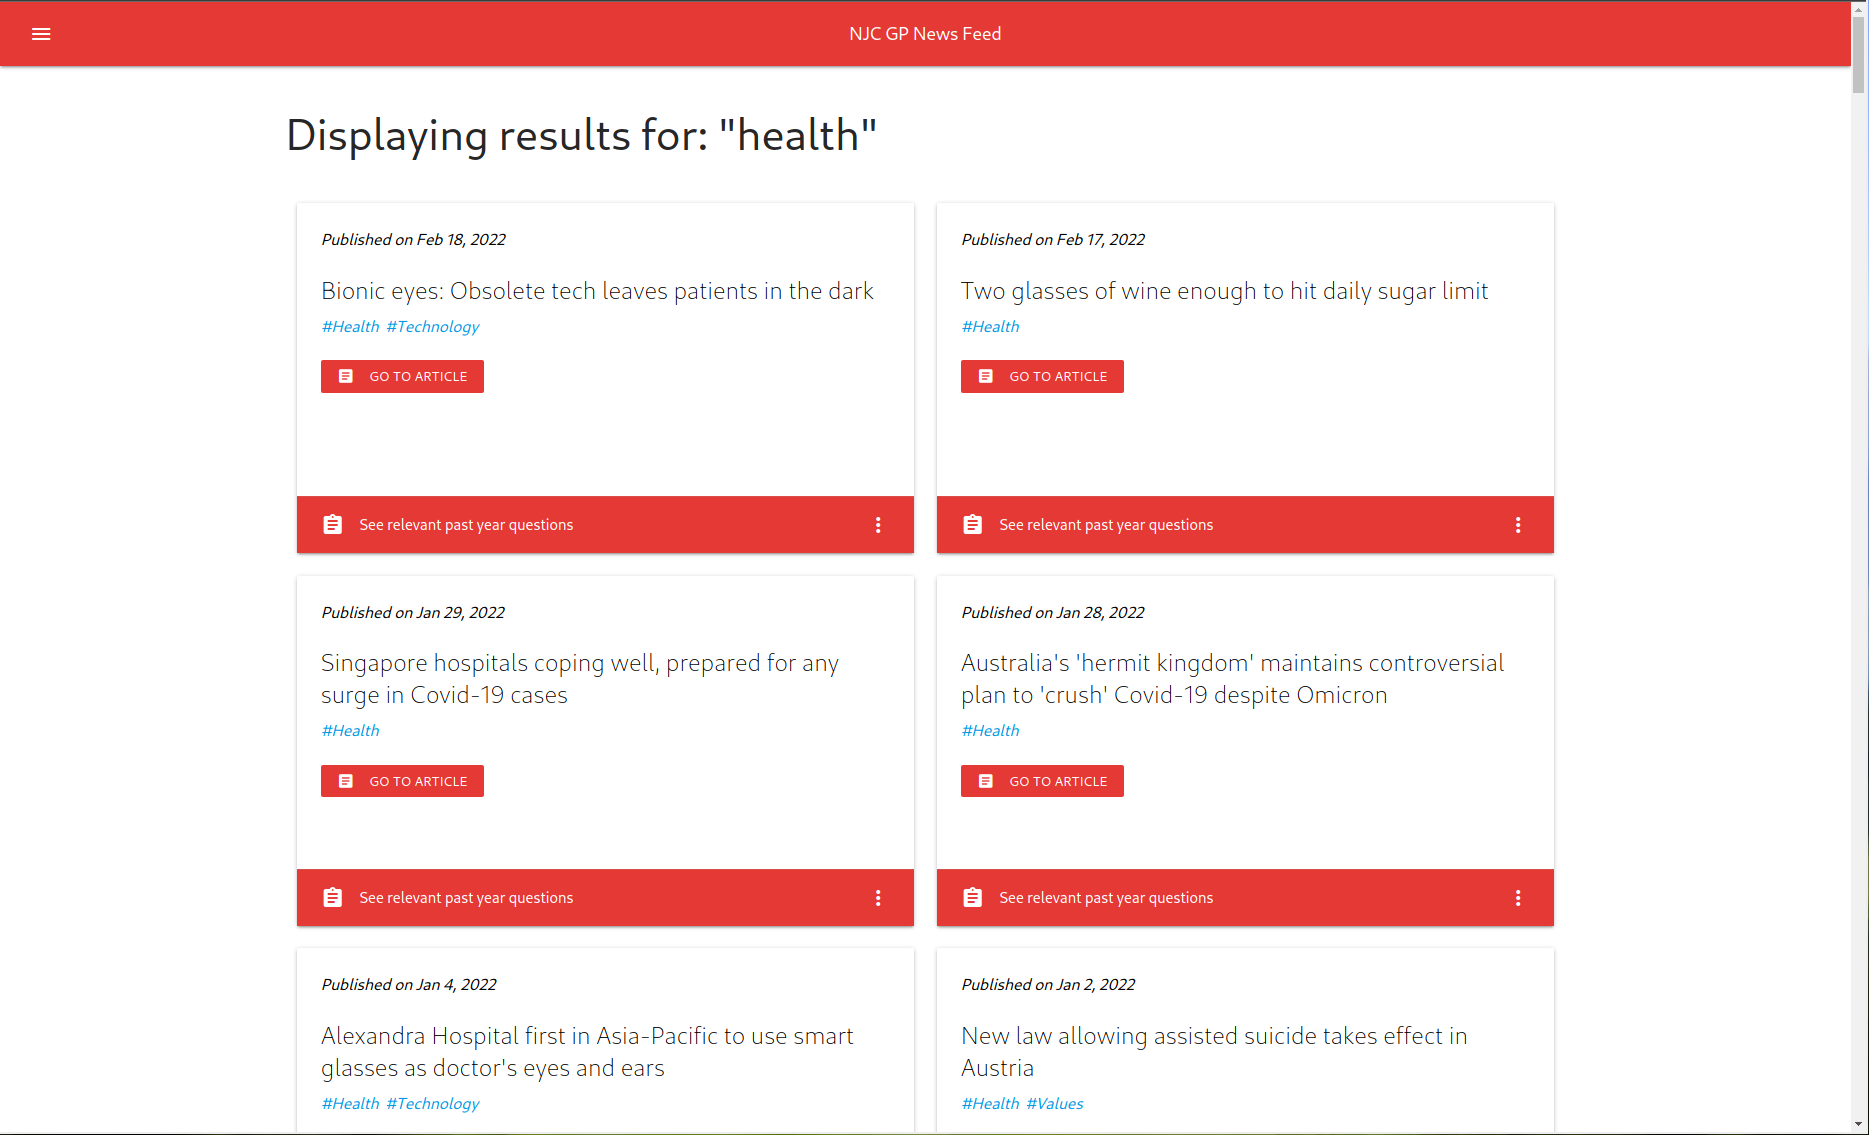 NJC GP News Feed
Displaying results for: "health"
Published on Feb 18, 2022
Bionic eyes: Obsolete tech leaves patients in the dark
#Health #Technology
GO TO ARTICLE
See relevant past year questions
Published on Feb 17, 2022
Two glasses of wine enough to hit daily sugar limit
#Health
GO TO ARTICLE
See relevant past year questions
Published on Jan 29, 2022
Singapore hospitals coping well, prepared for any
surge in Covid-19 cases
#Health
GO TO ARTICLE
See relevant past year questions
Published on Jan 28, 2022
Australia's 'hermit kingdom' maintains controversial
plan to 'crush' Covid-19 despite Omicron
#Health
GO TO ARTICLE
See relevant past year questions
Published on Jan 4, 2022
Alexandra Hospital first in Asia-Pacific to use smart
glasses as doctor's eyes and ears
#Health #Technology
Published on Jan 2, 2022
New law allowing assisted suicide takes effect in
Austria
#Health #Values